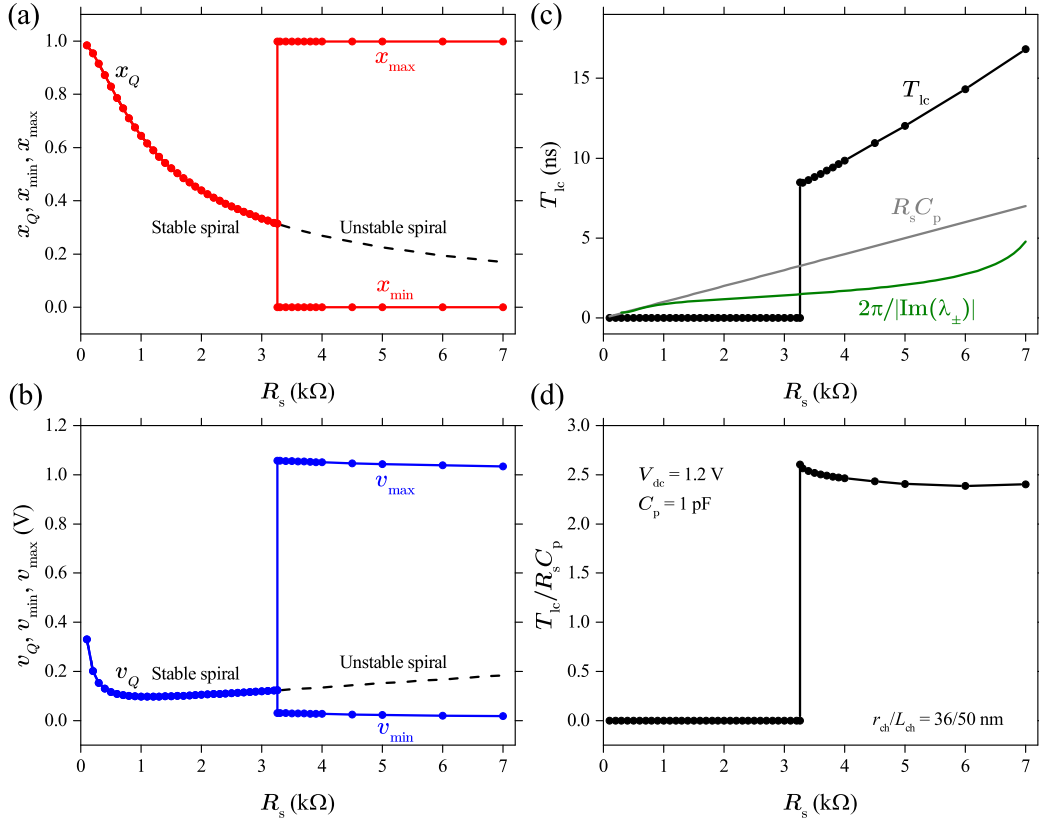 (a)
x_Q, x_min, x_max
1.0
0.8
0.6
0.4
0.2
0.0
x_Q
x_max
Stable spiral
Unstable spiral
x_min
0 1 2 3 4 5 6 7
R_s (kΩ)
(c)
T_lc (ns)
15
10
5
0
T_lc
R_sC_p
2π/|Im(λ_±)|
0 1 2 3 4 5 6 7
R_s (kΩ)
(b)
v_Q, v_min, v_max (V)
1.2
1.0
0.8
0.6
0.4
0.2
0.0
v_max
v_Q
Stable spiral
Unstable spiral
v_min
0 1 2 3 4 5 6 7
R_s (kΩ)
(d)
T_lc/R_sC_p
3.0
2.5
2.0
1.5
1.0
0.5
0.0
V_dc = 1.2 V
C_p = 1 pF
r_ch/L_ch = 36/50 nm
0 1 2 3 4 5 6 7
R_s (kΩ)